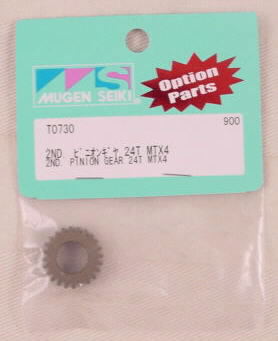 MS
MUGEN SEIKI
Option
Parts
T0730 900
2ND ピニオンギヤ 24T MTX4
2ND PINION GEAR 24T MTX4